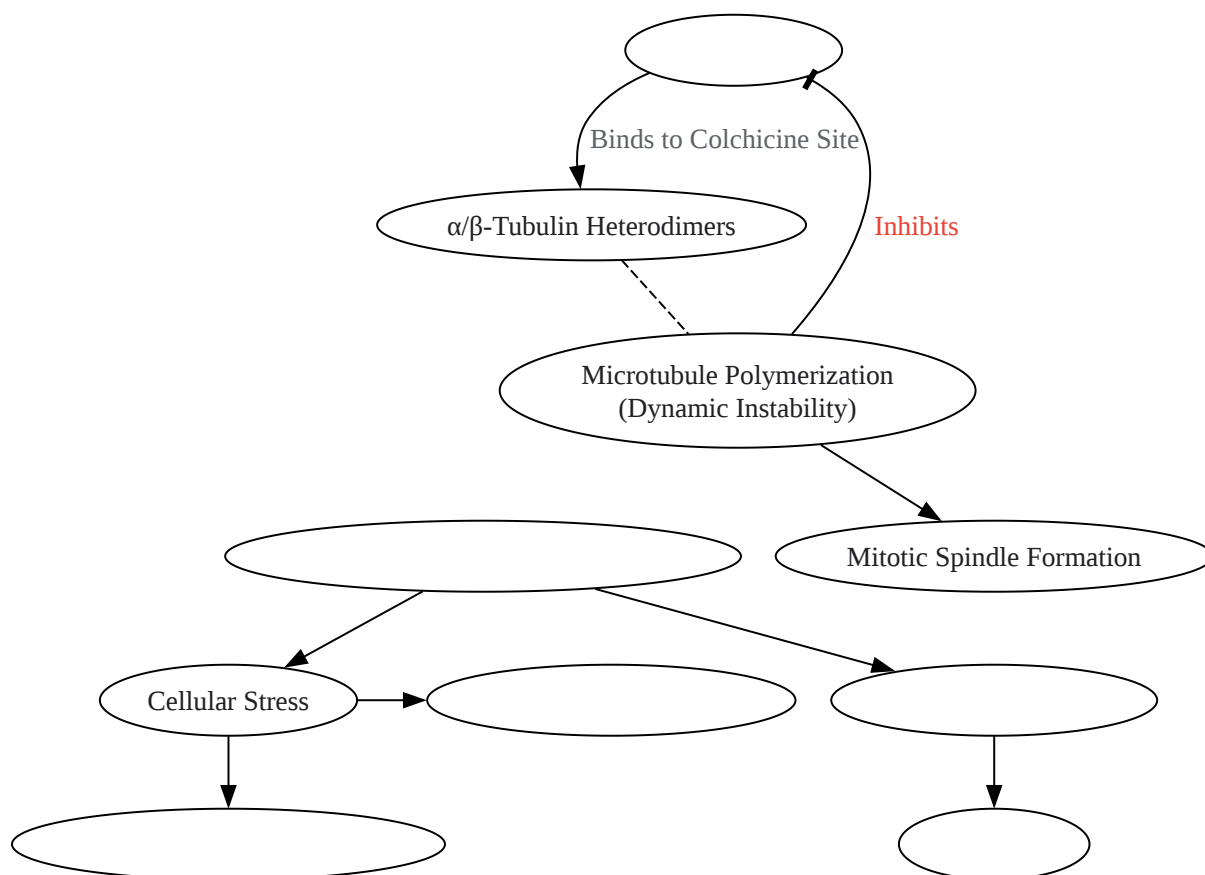 Binds to Colchicine Site
α/β-Tubulin Heterodimers
Inhibits
Microtubule Polymerization
(Dynamic Instability)
Mitotic Spindle Formation
Cellular Stress